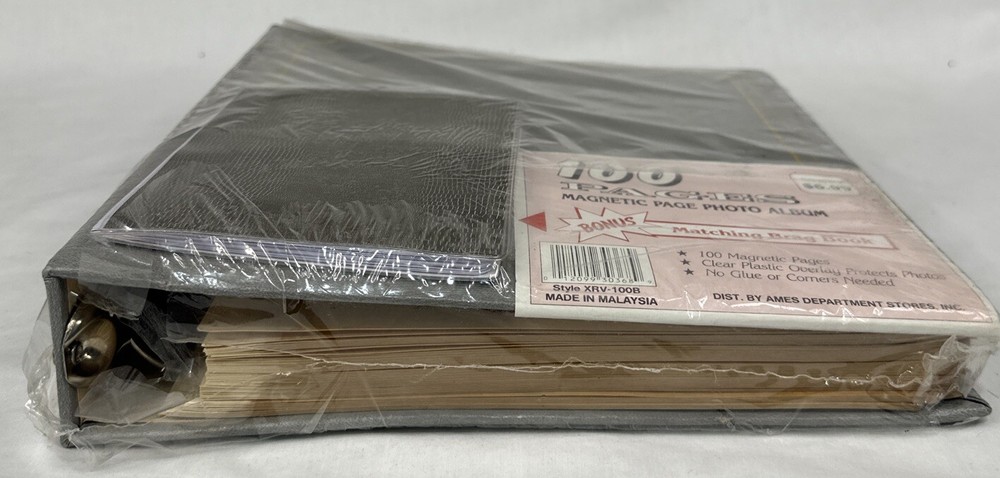 100
PAGES
MAGNETIC PAGE PHOTO ALBUM
BONUS Matching Brag Book
★ 100 Magnetic Pages
★ Clear Plastic Overlay Protects Photos
★ No Glue or Corners Needed
Style XRV-100B
MADE IN MALAYSIA
DIST. BY AMES DEPARTMENT STORES, INC.